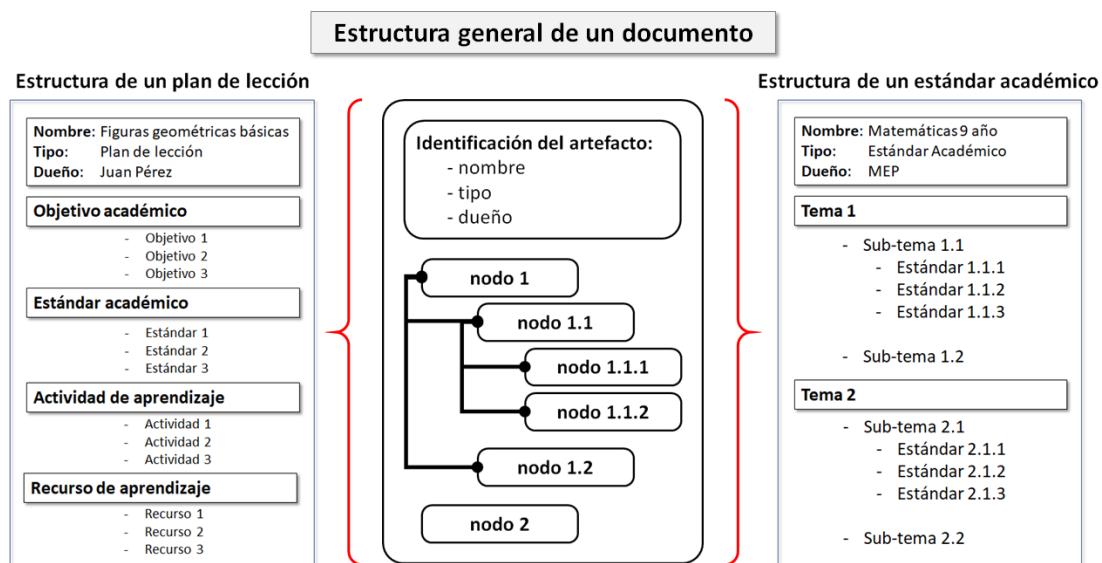 Estructura general de un documento
Estructura de un plan de lección
Nombre: Figuras geométricas básicas
Tipo: Plan de lección
Dueño: Juan Pérez
Objetivo académico
- Objetivo 1
- Objetivo 2
- Objetivo 3
Estándar académico
- Estándar 1
- Estándar 2
- Estándar 3
Actividad de aprendizaje
- Actividad 1
- Actividad 2
- Actividad 3
Recurso de aprendizaje
- Recurso 1
- Recurso 2
- Recurso 3
Identificación del artefacto:
- nombre
- tipo
- dueño
nodo 1
nodo 1.1
nodo 1.1.1
nodo 1.1.2
nodo 1.2
nodo 2
Estructura de un estándar académico
Nombre: Matemáticas 9 año
Tipo: Estándar Académico
Dueño: MEP
Tema 1
- Sub-tema 1.1
- Estándar 1.1.1
- Estándar 1.1.2
- Estándar 1.1.3
- Sub-tema 1.2
Tema 2
- Sub-tema 2.1
- Estándar 2.1.1
- Estándar 2.1.2
- Estándar 2.1.3
- Sub-tema 2.2